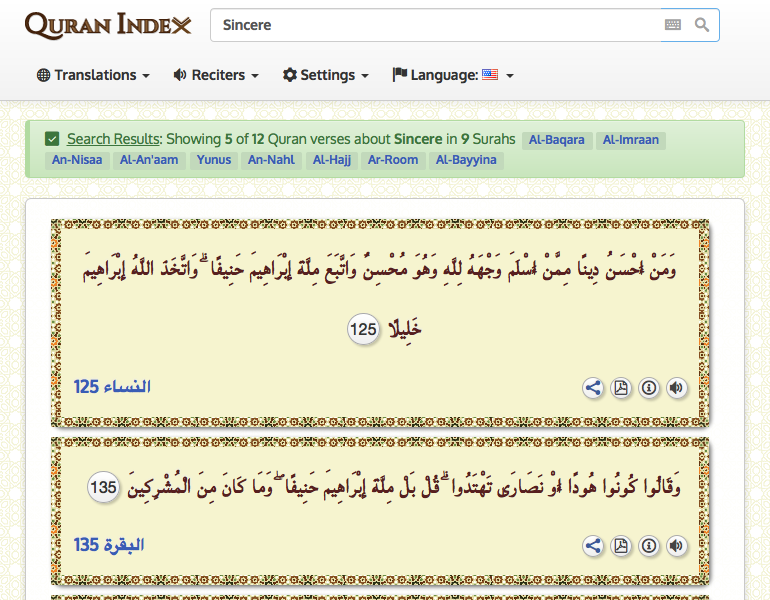 QURAN INDEX
Sincere
Translations
Reciters
Settings
Language:
Search Results: Showing 5 of 12 Quran verses about Sincere in 9 Surahs Al-Baqara Al-Imraan
An-Nisaa Al-An'aam Yunus An-Nahl Al-Hajj Ar-Room Al-Bayyina
وَمَنْ أَحْسَنُ دِينًا مِمَّنْ أَسْلَمَ وَجْهَهُ لِلَّهِ وَهُوَ مُحْسِنٌ وَاتَّبَعَ مِلَّةَ إِبْرَاهِيمَ حَنِيفًا ۗ وَاتَّخَذَ اللَّهُ إِبْرَاهِيمَ
خَلِيلًا 125
النساء 125
وَقَالُوا كُونُوا هُودًا أَوْ نَصَارَى تَهْتَدُوا ۗ قُلْ بَلْ مِلَّةَ إِبْرَاهِيمَ حَنِيفًا ۖ وَمَا كَانَ مِنَ الْمُشْرِكِينَ 135
البقرة 135